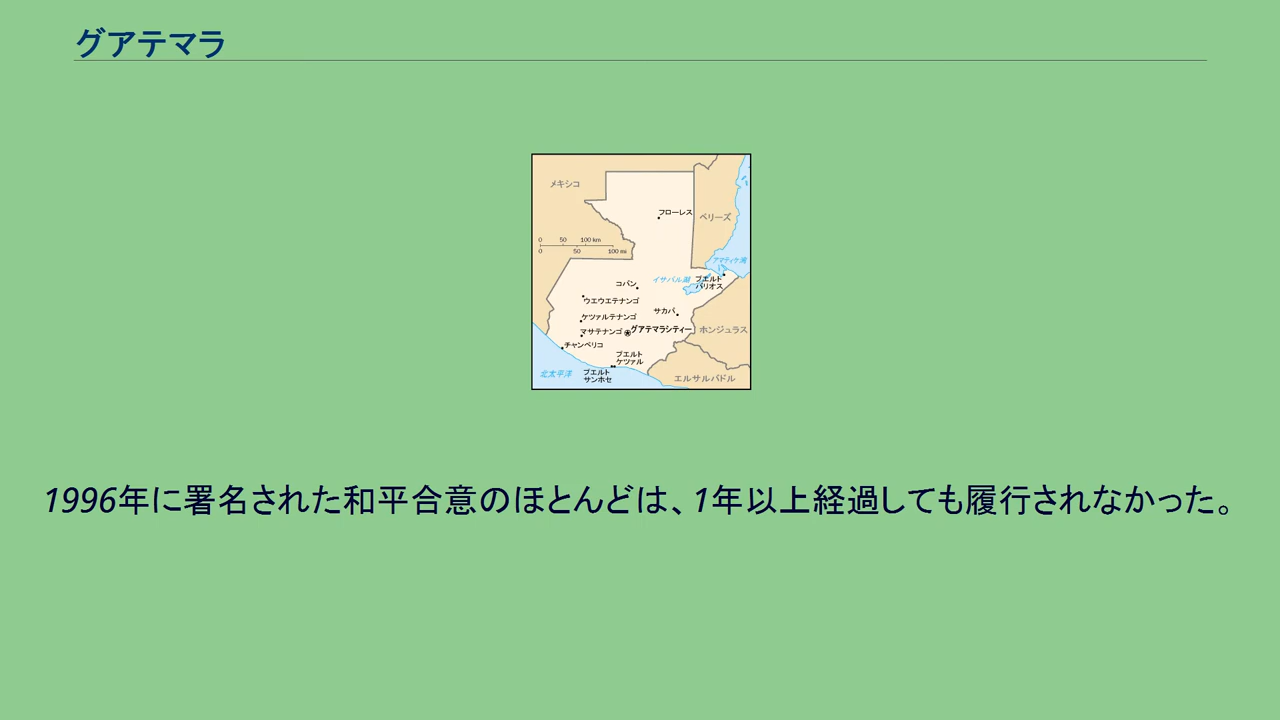 グアテマラ
メキシコ
フローレス
ベリーズ
0 50 100 km
0 50 100 mi
アマティケ湾
イサバル湖
プエルト
バリオス
コバン
ウエウエテナンゴ
サカパ
ケツァルテナンゴ
マサテナンゴ
グアテマラシティー
ホンジュラス
チャンペリコ
プエルト
ケツァル
北太平洋
プエルト
サンホセ
エルサルバドル
1996年に署名された和平合意のほとんどは、1年以上経過しても履行されなかった。